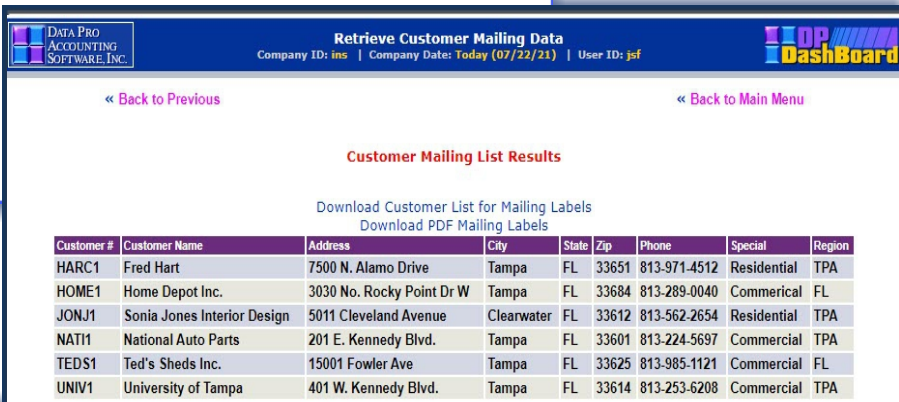 DATA PRO
ACCOUNTING
SOFTWARE, INC.
Retrieve Customer Mailing Data
Company ID: ins | Company Date: Today (07/22/21) | User ID: jsf
DP
DashBoard
« Back to Previous
« Back to Main Menu
Customer Mailing List Results
Download Customer List for Mailing Labels
Download PDF Mailing Labels
Customer # Customer Name Address City State Zip Phone Special Region
HARC1 Fred Hart 7500 N. Alamo Drive Tampa FL 33651 813-971-4512 Residential TPA
HOME1 Home Depot Inc. 3030 No. Rocky Point Dr W Tampa FL 33684 813-289-0040 Commerical FL
JONJ1 Sonia Jones Interior Design 5011 Cleveland Avenue Clearwater FL 33612 813-562-2654 Residential TPA
NATI1 National Auto Parts 201 E. Kennedy Blvd. Tampa FL 33601 813-224-5697 Commercial TPA
TEDS1 Ted's Sheds Inc. 15001 Fowler Ave Tampa FL 33625 813-985-1121 Commercial FL
UNIV1 University of Tampa 401 W. Kennedy Blvd. Tampa FL 33614 813-253-6208 Commercial TPA